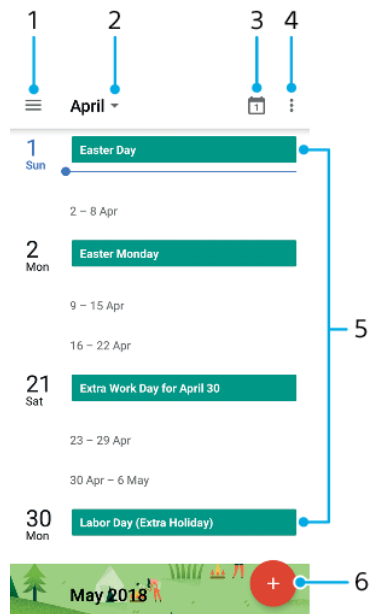 1 2 3 4
April 1
1 Easter Day
Sun
2 – 8 Apr
2 Easter Monday
Mon
9 – 15 Apr
5
16 – 22 Apr
21 Extra Work Day for April 30
Sat
23 – 29 Apr
30 Apr – 6 May
30 Labor Day (Extra Holiday)
Mon
May 2018 + 6